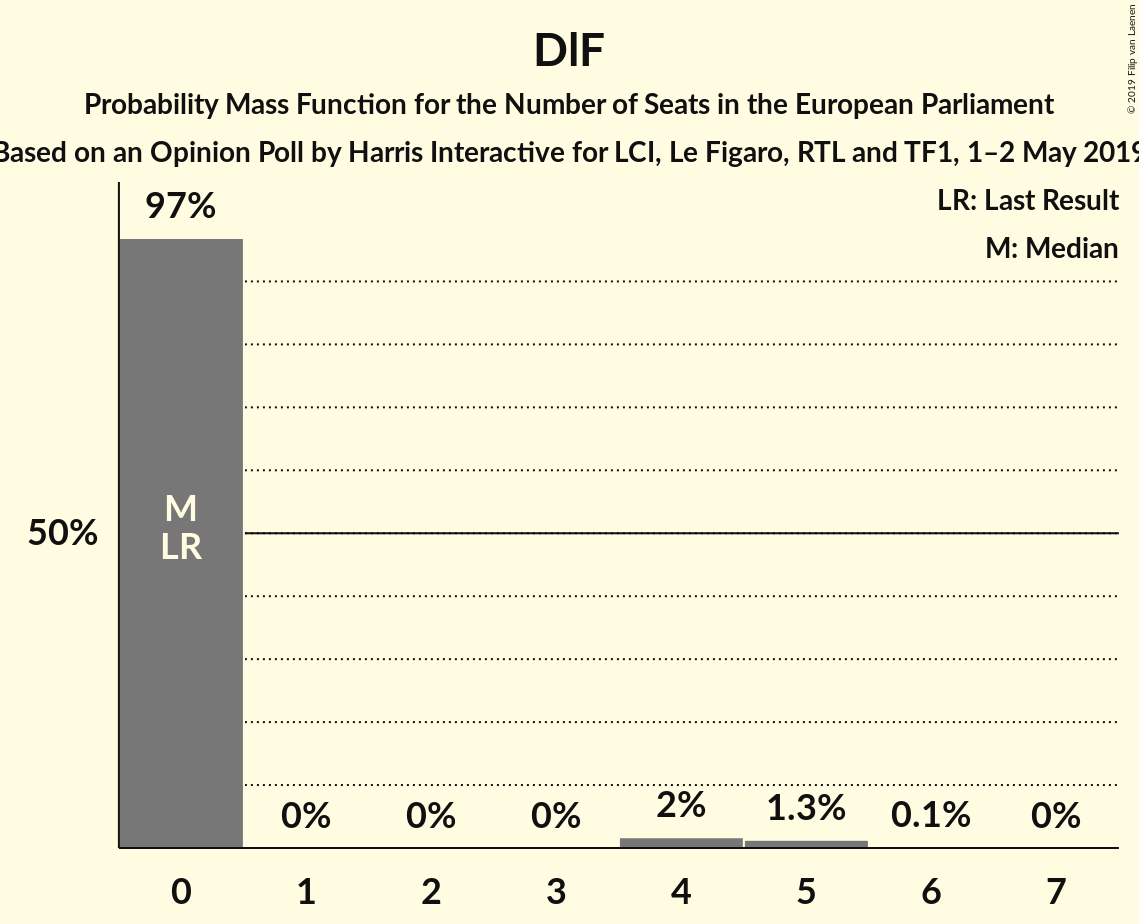 DlF
Probability Mass Function for the Number of Seats in the European Parliament
Based on an Opinion Poll by Harris Interactive for LCI, Le Figaro, RTL and TF1, 1–2 May 2019
© 2019 Filip van Laenen
LR: Last Result
M: Median
97%
M
LR
50%
0%
0%
0%
2%
1.3%
0.1%
0%
0 1 2 3 4 5 6 7